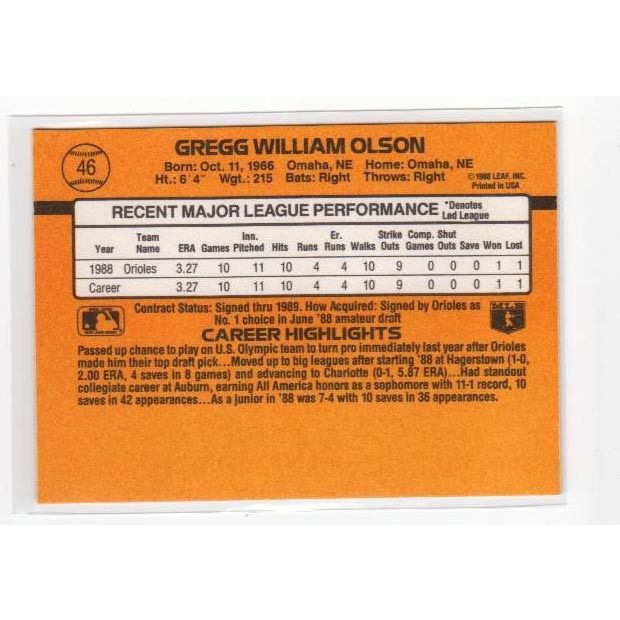 46
GREGG WILLIAM OLSON
Born: Oct. 11, 1966 Omaha, NE Home: Omaha, NE
Ht.: 6'4" Wgt.: 215 Bats: Right Throws: Right
©1988 LEAF, INC.
Printed in USA
RECENT MAJOR LEAGUE PERFORMANCE *Denotes Led League
Year Team Name ERA Games Inn. Pitched Hits Runs Er. Runs Walks Strike Outs Comp. Games Shut Outs Save Won Lost
1988 Orioles 3.27 10 11 10 4 4 10 9 0 0 0 1 1
Career 3.27 10 11 10 4 4 10 9 0 0 0 1 1
Contract Status: Signed thru 1989. How Acquired: Signed by Orioles as
No. 1 choice in June '88 amateur draft
MLB
CAREER HIGHLIGHTS
Passed up chance to play on U.S. Olympic team to turn pro immediately last year after Orioles
made him their top draft pick...Moved up to big leagues after starting '88 at Hagerstown (1-0,
2.00 ERA, 4 saves in 8 games) and advancing to Charlotte (0-1, 5.87 ERA)...Had standout
collegiate career at Auburn, earning All America honors as a sophomore with 11-1 record, 10
saves in 42 appearances...As a junior in '88 was 7-4 with 10 saves in 36 appearances.